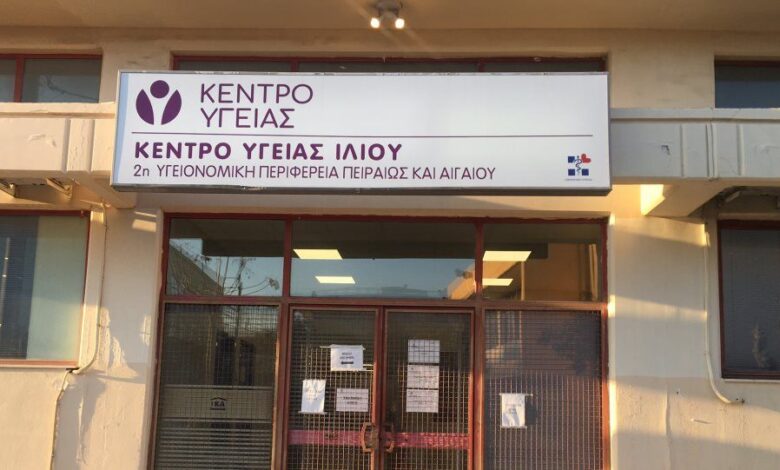 ΚΕΝΤΡΟ
ΥΓΕΙΑΣ
ΚΕΝΤΡΟ ΥΓΕΙΑΣ ΙΛΙΟΥ
2η ΥΓΕΙΟΝΟΜΙΚΗ ΠΕΡΙΦΕΡΕΙΑ ΠΕΙΡΑΙΩΣ ΚΑΙ ΑΙΓΑΙΟΥ
ΙΚΑ